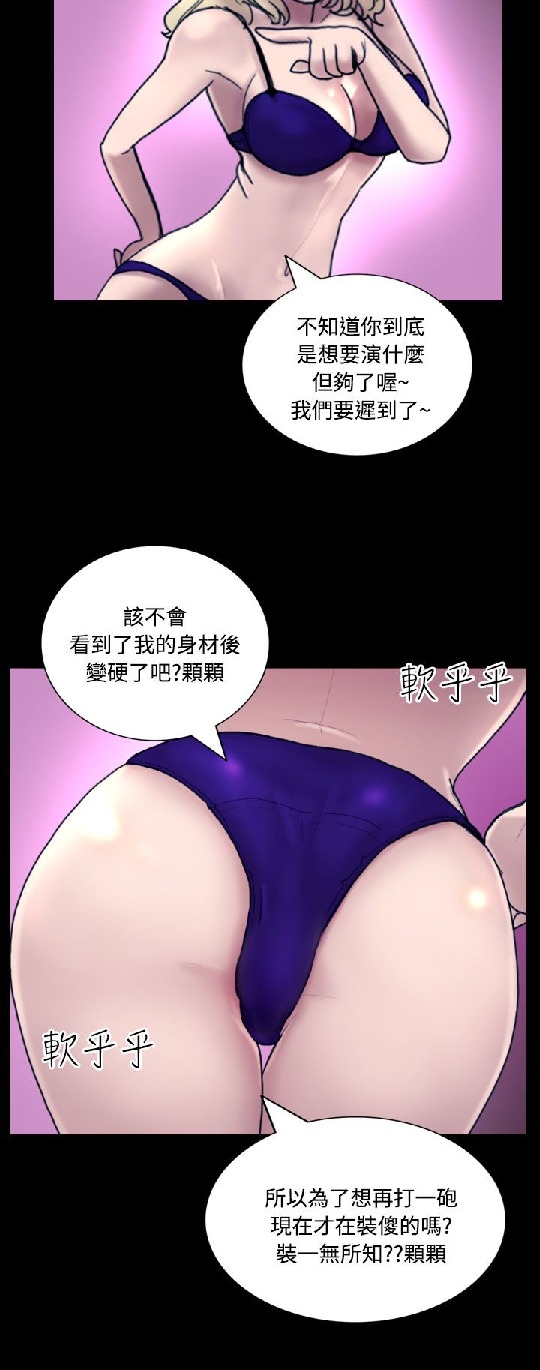 不知道你到底
是想要演什麼
但夠了喔~
我們要遲到了~
該不會
看到了我的身材後
變硬了吧?顆顆
軟乎乎
軟乎乎
所以為了想再打一砲
現在才在裝傻的嗎?
裝一無所知??顆顆